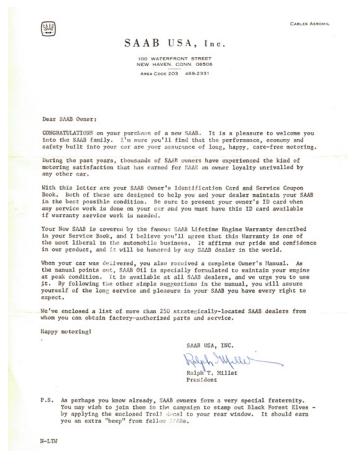 CABLES AEROMIL
SAAB USA, Inc.
100 WATERFRONT STREET
NEW HAVEN, CONN. 06506
AREA CODE 203 469-2331
Dear SAAB Owner:
CONGRATULATIONS on your purchase of a new SAAB. It is a pleasure to welcome you
into the SAAB family. I'm sure you'll find that the performance, economy and
safety built into your car are your assurance of long, happy, care-free motoring.
During the past years, thousands of SAAB owners have experienced the kind of
motoring satisfaction that has earned for SAAB an owner loyalty unrivalled by
any other car.
With this letter are your SAAB Owner's Identification Card and Service Coupon
Book. Both of these are designed to help you and your dealer maintain your SAAB
in the best possible condition. Be sure to present your owner's ID card when
any service work is done on your car and you must have this ID card available
if warranty service work is needed.
Your New SAAB is covered by the famous SAAB Lifetime Engine Warranty described
in your Service Book, and I believe you'll agree that this Warranty is one of
the most liberal in the automobile business. It affirms our pride and confidence
in our product, and it will be honored by any SAAB dealer in the world.
When your car was delivered, you also received a complete Owner's Manual. As
the manual points out, SAAB Oil is specially formulated to maintain your engine
at peak condition. It is available at all SAAB dealers, and we urge you to use
it. By following the other simple suggestions in the manual, you will assure
yourself of the long service and pleasure in your SAAB you have every right to
expect.
We've enclosed a list of more than 250 strategically-located SAAB dealers from
whom you can obtain factory-authorized parts and service.
Happy motoring!
SAAB USA, INC.
Ralph Millet
Ralph T. Millet
President
P.S. As perhaps you know already, SAAB owners form a very special fraternity.
You may wish to join them in the campaign to stamp out Black Forest Elves -
by applying the enclosed Troll decal to your rear window. It should earn
you an extra "beep" from fellow SAABs.
N-LTW